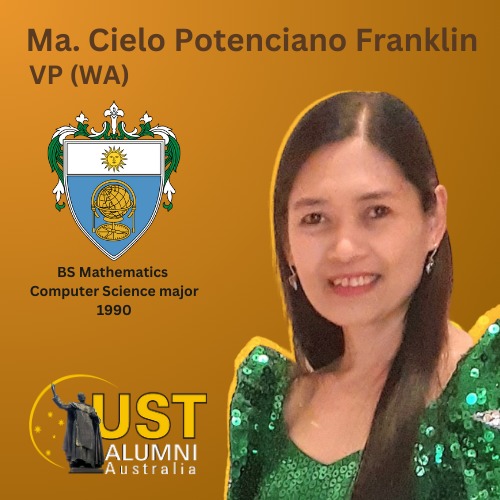 Ma. Cielo Potenciano Franklin
VP (WA)
BS Mathematics
Computer Science major
1990
UST
ALUMNI
Australia